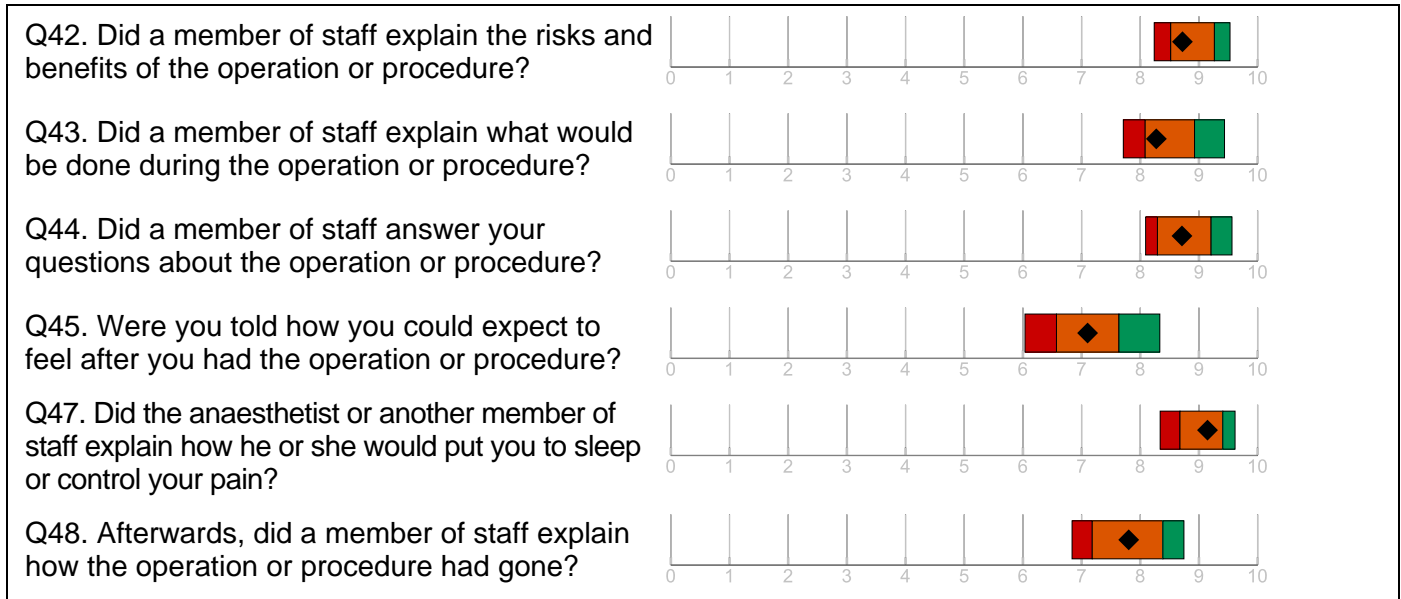 Q42. Did a member of staff explain the risks and
benefits of the operation or procedure?
0 1 2 3 4 5 6 7 8 9 10
Q43. Did a member of staff explain what would
be done during the operation or procedure?
0 1 2 3 4 5 6 7 8 9 10
Q44. Did a member of staff answer your
questions about the operation or procedure?
0 1 2 3 4 5 6 7 8 9 10
Q45. Were you told how you could expect to
feel after you had the operation or procedure?
0 1 2 3 4 5 6 7 8 9 10
Q47. Did the anaesthetist or another member of
staff explain how he or she would put you to sleep
or control your pain?
0 1 2 3 4 5 6 7 8 9 10
Q48. Afterwards, did a member of staff explain
how the operation or procedure had gone?
0 1 2 3 4 5 6 7 8 9 10